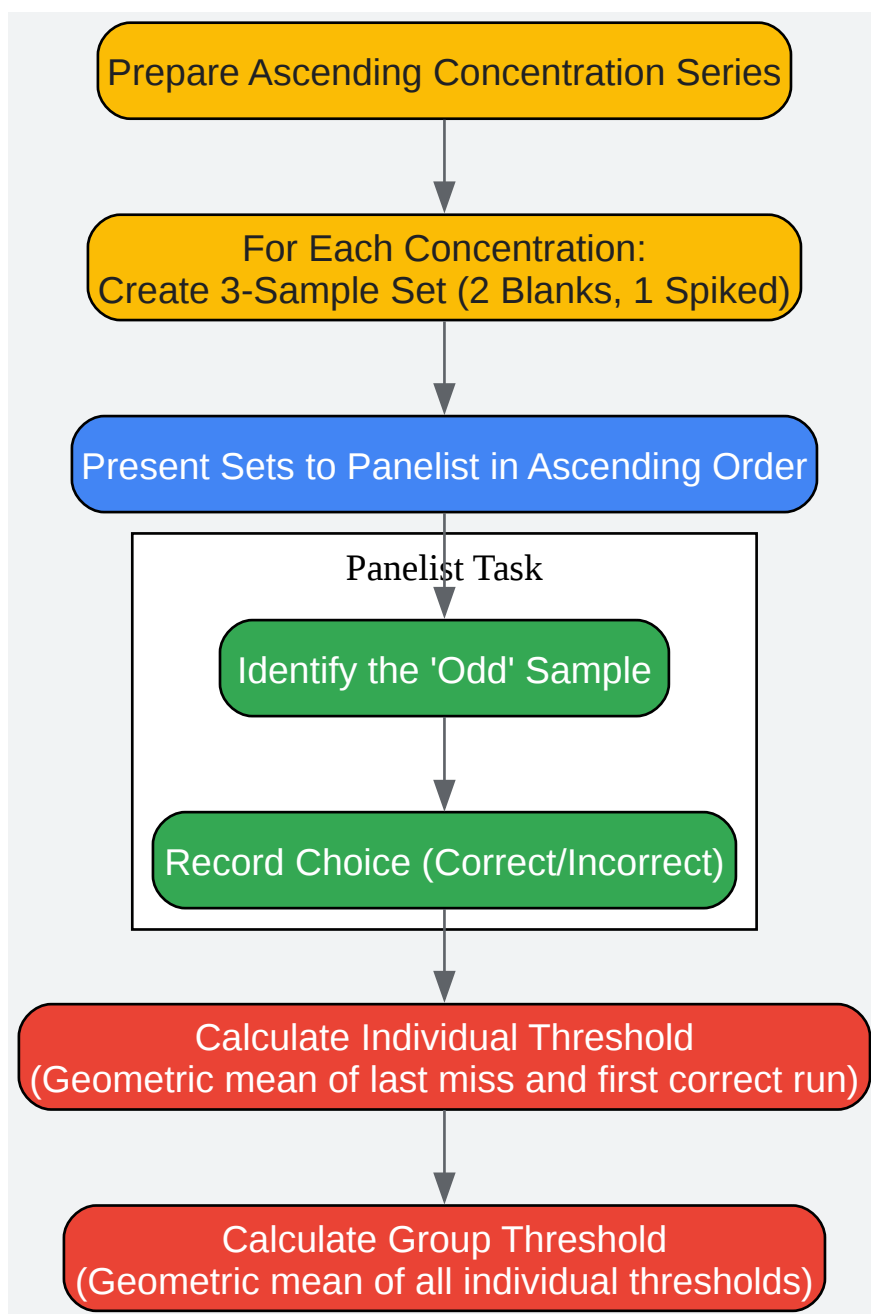 Prepare Ascending Concentration Series
For Each Concentration:
Create 3-Sample Set (2 Blanks, 1 Spiked)
Present Sets to Panelist in Ascending Order
Panelist Task
Identify the 'Odd' Sample
Record Choice (Correct/Incorrect)
Calculate Individual Threshold
(Geometric mean of last miss and first correct run)
Calculate Group Threshold
(Geometric mean of all individual thresholds)